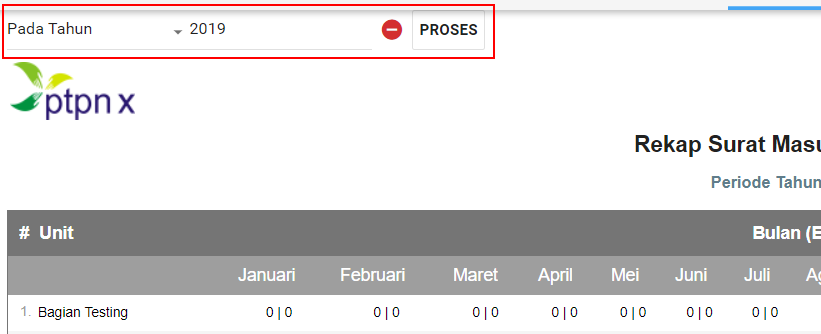 Pada Tahun 2019 PROSES
ptpn x
Rekap Surat Masu
Periode Tahun
# Unit Bulan (E
Januari Februari Maret April Mei Juni Juli Ag
1. Bagian Testing 0 | 0 0 | 0 0 | 0 0 | 0 0 | 0 0 | 0 0 | 0